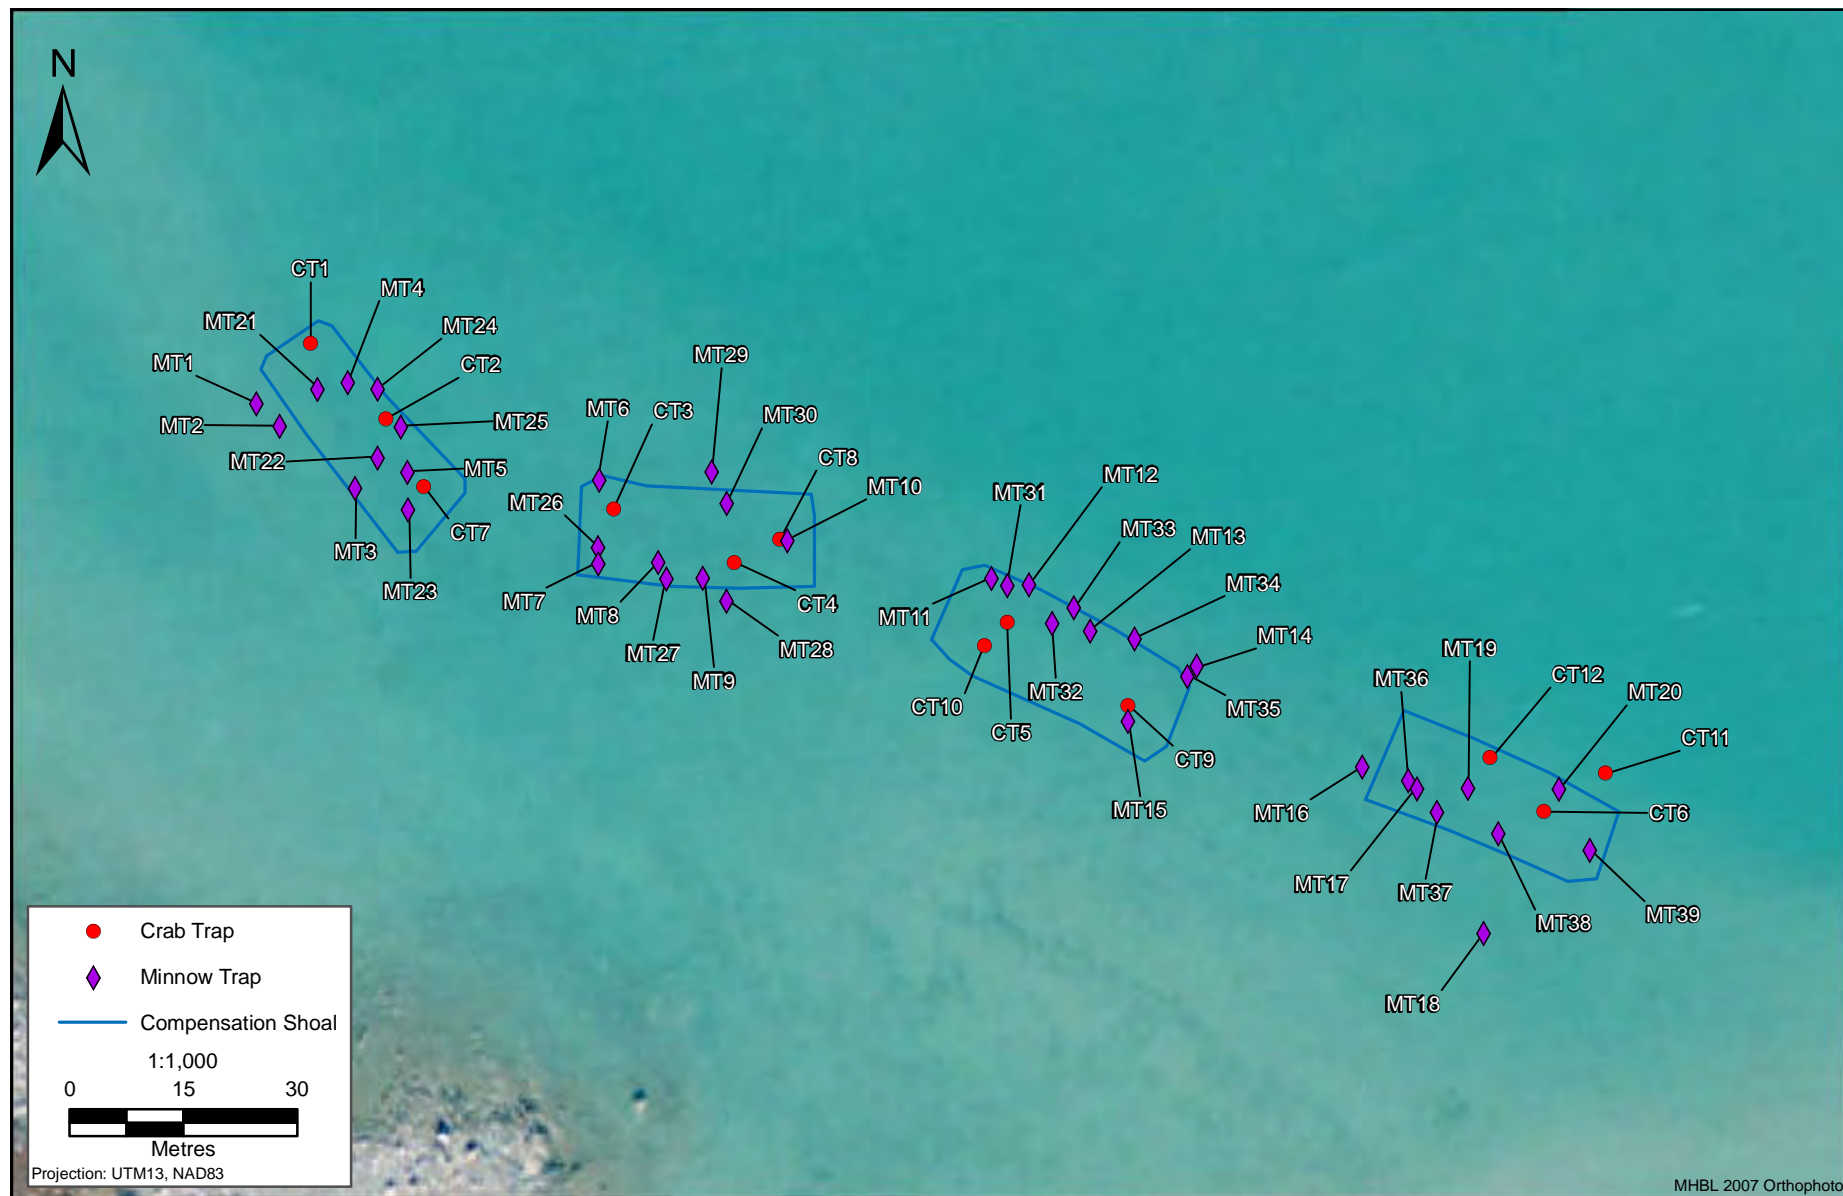 N
CT1
MT4
MT21
MT24
CT2
MT1
MT2
MT25
MT22
MT5
MT3
CT7
MT23
MT29
MT6
CT3
MT30
CT8
MT10
MT26
MT7
MT8
CT4
MT27
MT9
MT28
MT31
MT12
MT33
MT13
MT11
MT34
MT14
MT32
CT10
CT5
MT35
CT9
MT15
MT19
CT12
MT36
MT20
CT11
MT16
CT6
MT17
MT37
MT38
MT39
MT18
Crab Trap
Minnow Trap
Compensation Shoal
1:1,000
0 15 30
Metres
Projection: UTM13, NAD83
MHBL 2007 Orthophoto